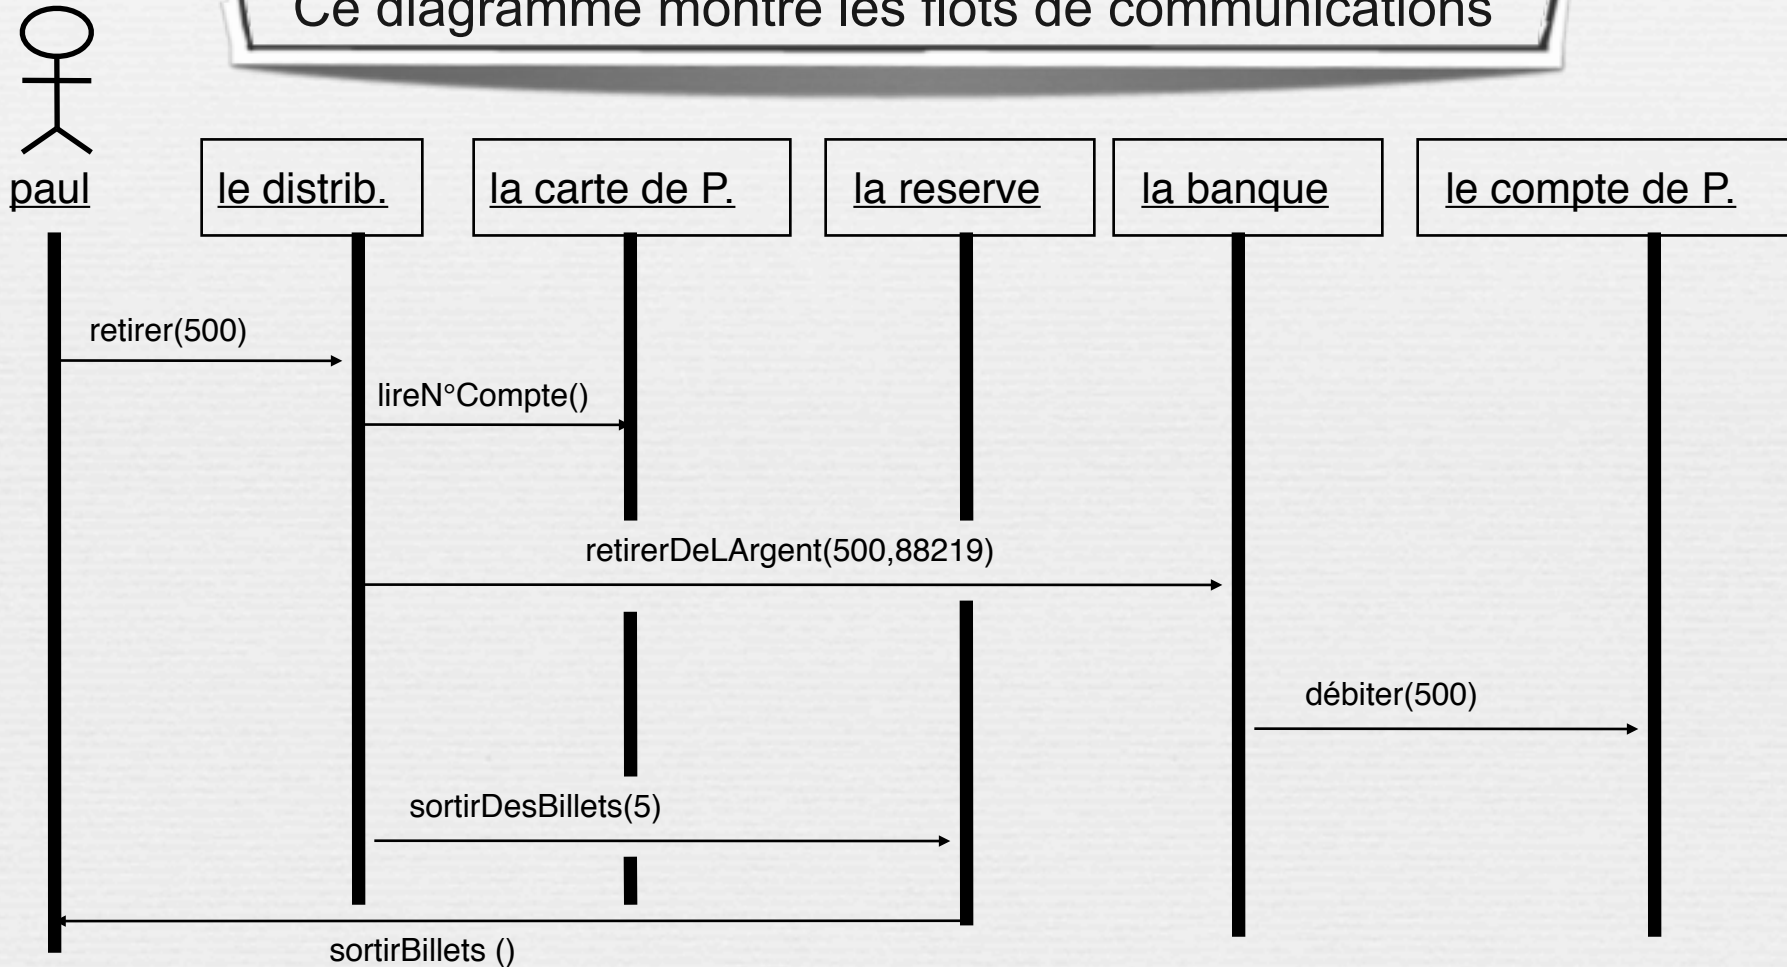 Ce diagramme montre les flots de communications
paul
le distrib.
la carte de P.
la reserve
la banque
le compte de P.
retirer(500)
lireN°Compte()
retirerDeLArgent(500,88219)
débiter(500)
sortirDesBillets(5)
sortirBillets ()